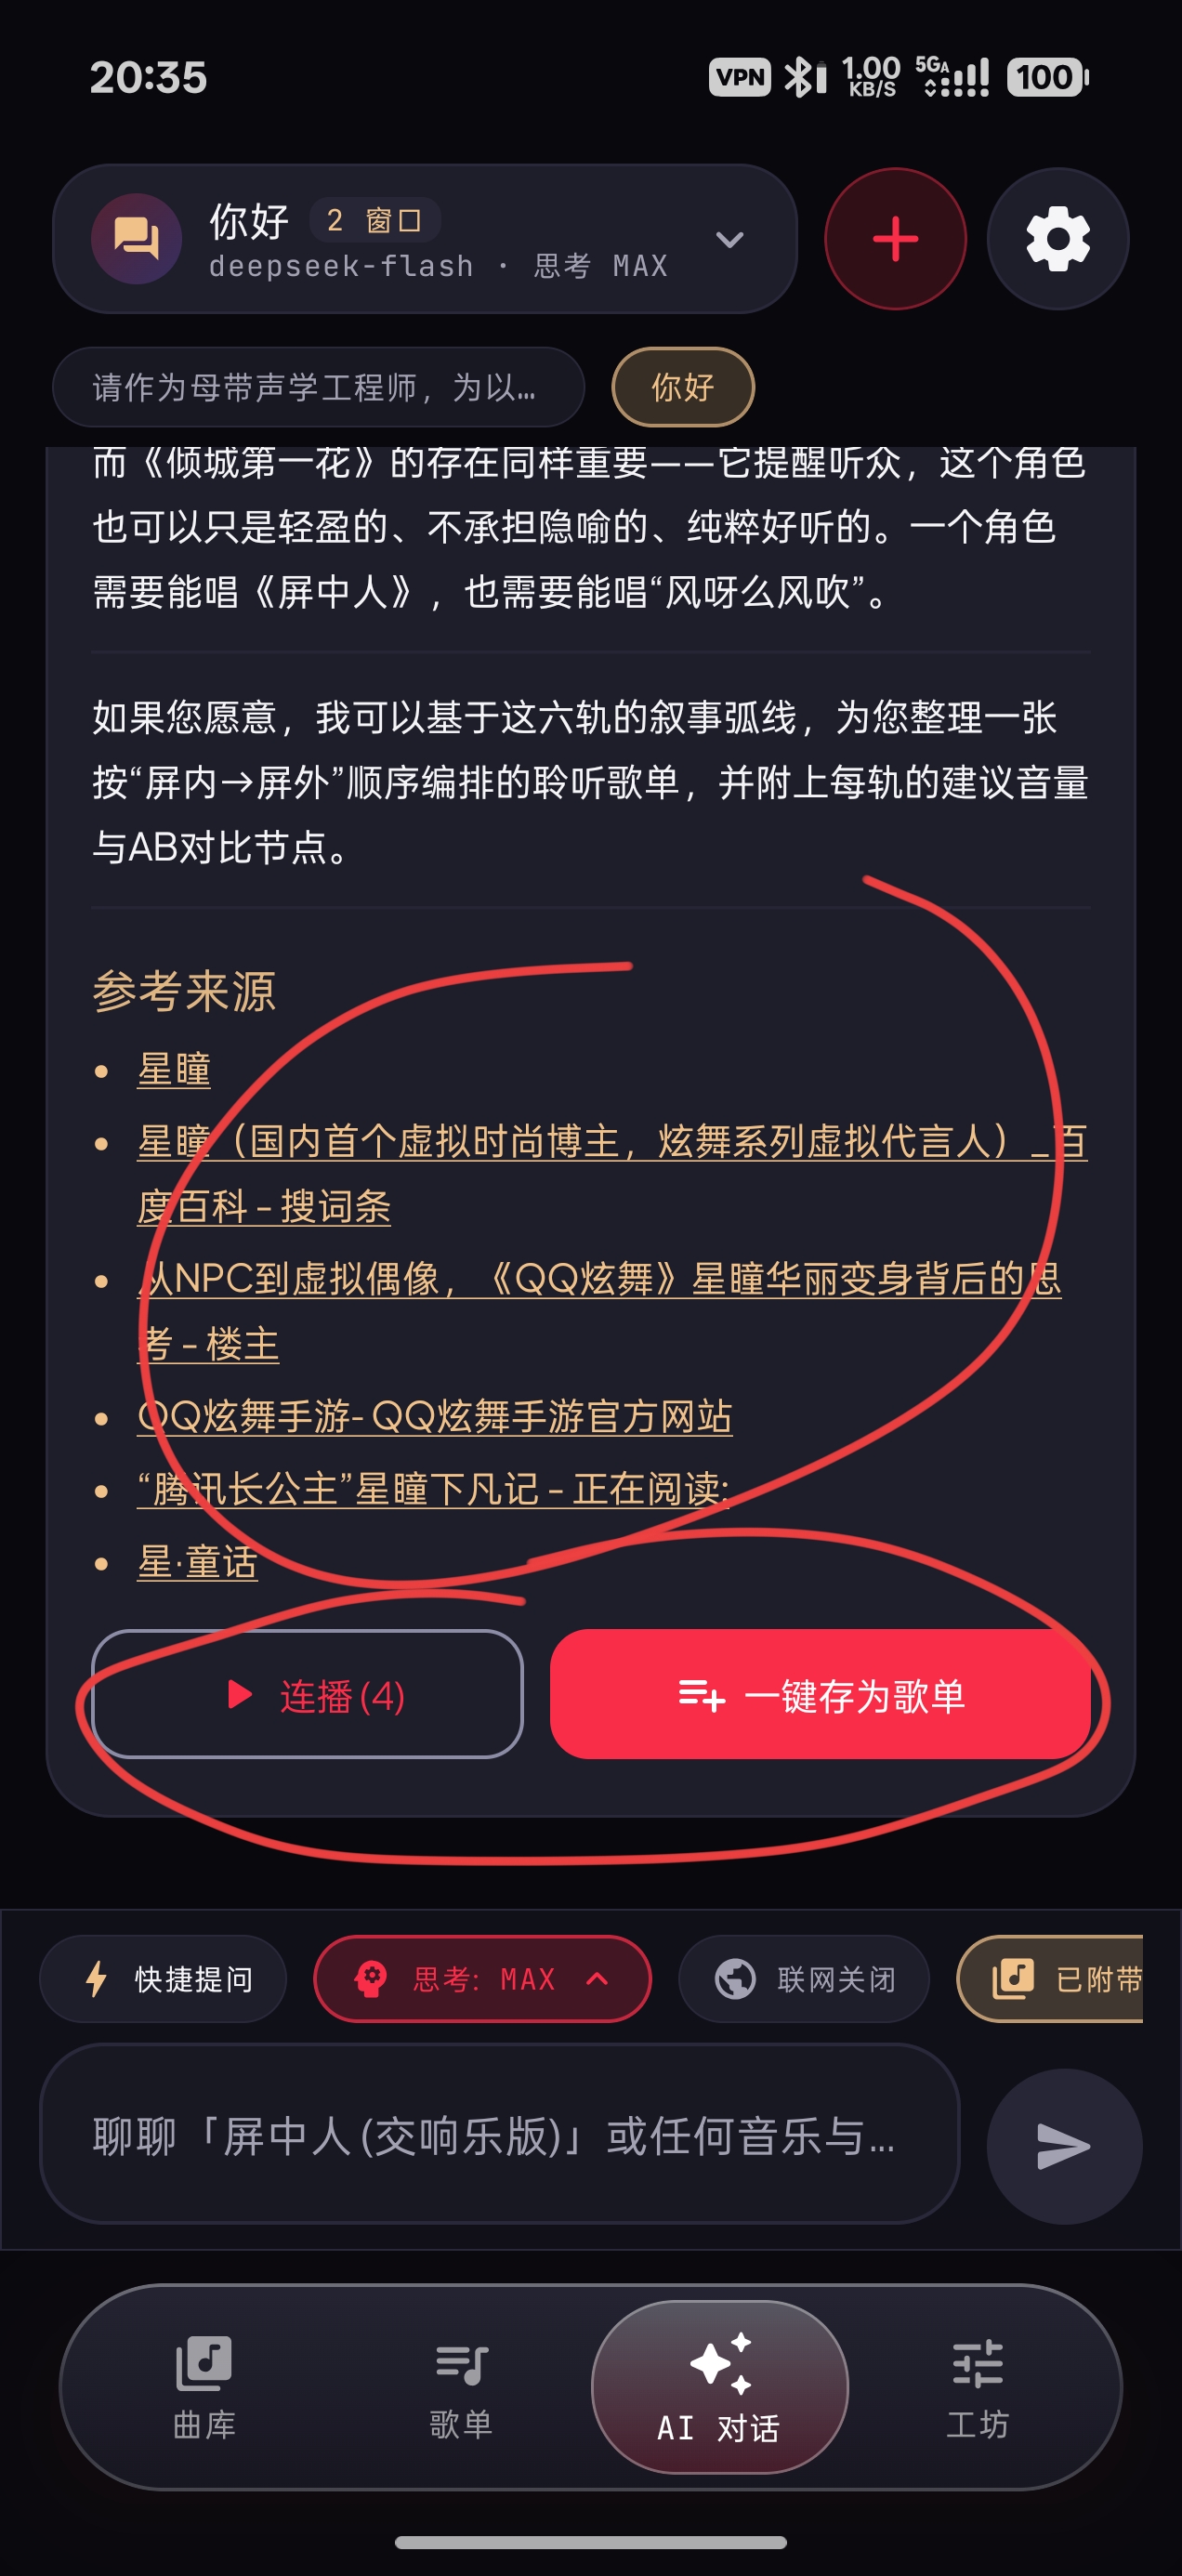 20:35
VPN
1.00
KB/S
5GA
100
你好
2 窗口
deepseek-flash · 思考 MAX
请作为母带声学工程师，为以…
你好
而《倾城第一花》的存在同样重要——它提醒听众，这个角色
也可以只是轻盈的、不承担隐喻的、纯粹好听的。一个角色
需要能唱《屏中人》，也需要能唱“风呀么风吹”。
如果您愿意，我可以基于这六轨的叙事弧线，为您整理一张
按“屏内→屏外”顺序编排的聆听歌单，并附上每轨的建议音量
与AB对比节点。
参考来源
• 星瞳
• 星瞳（国内首个虚拟时尚博主，炫舞系列虚拟代言人）_百
度百科 – 搜词条
• 从NPC到虚拟偶像，《QQ炫舞》星瞳华丽变身背后的思
考 – 楼主
• QQ炫舞手游-QQ炫舞手游官方网站
• “腾讯长公主”星瞳下凡记 – 正在阅读:
• 星·童话
连播 (4)
一键存为歌单
快捷提问
思考: MAX
联网关闭
已附带
聊聊「屏中人 (交响乐版)」或任何音乐与…
曲库
歌单
AI 对话
工坊